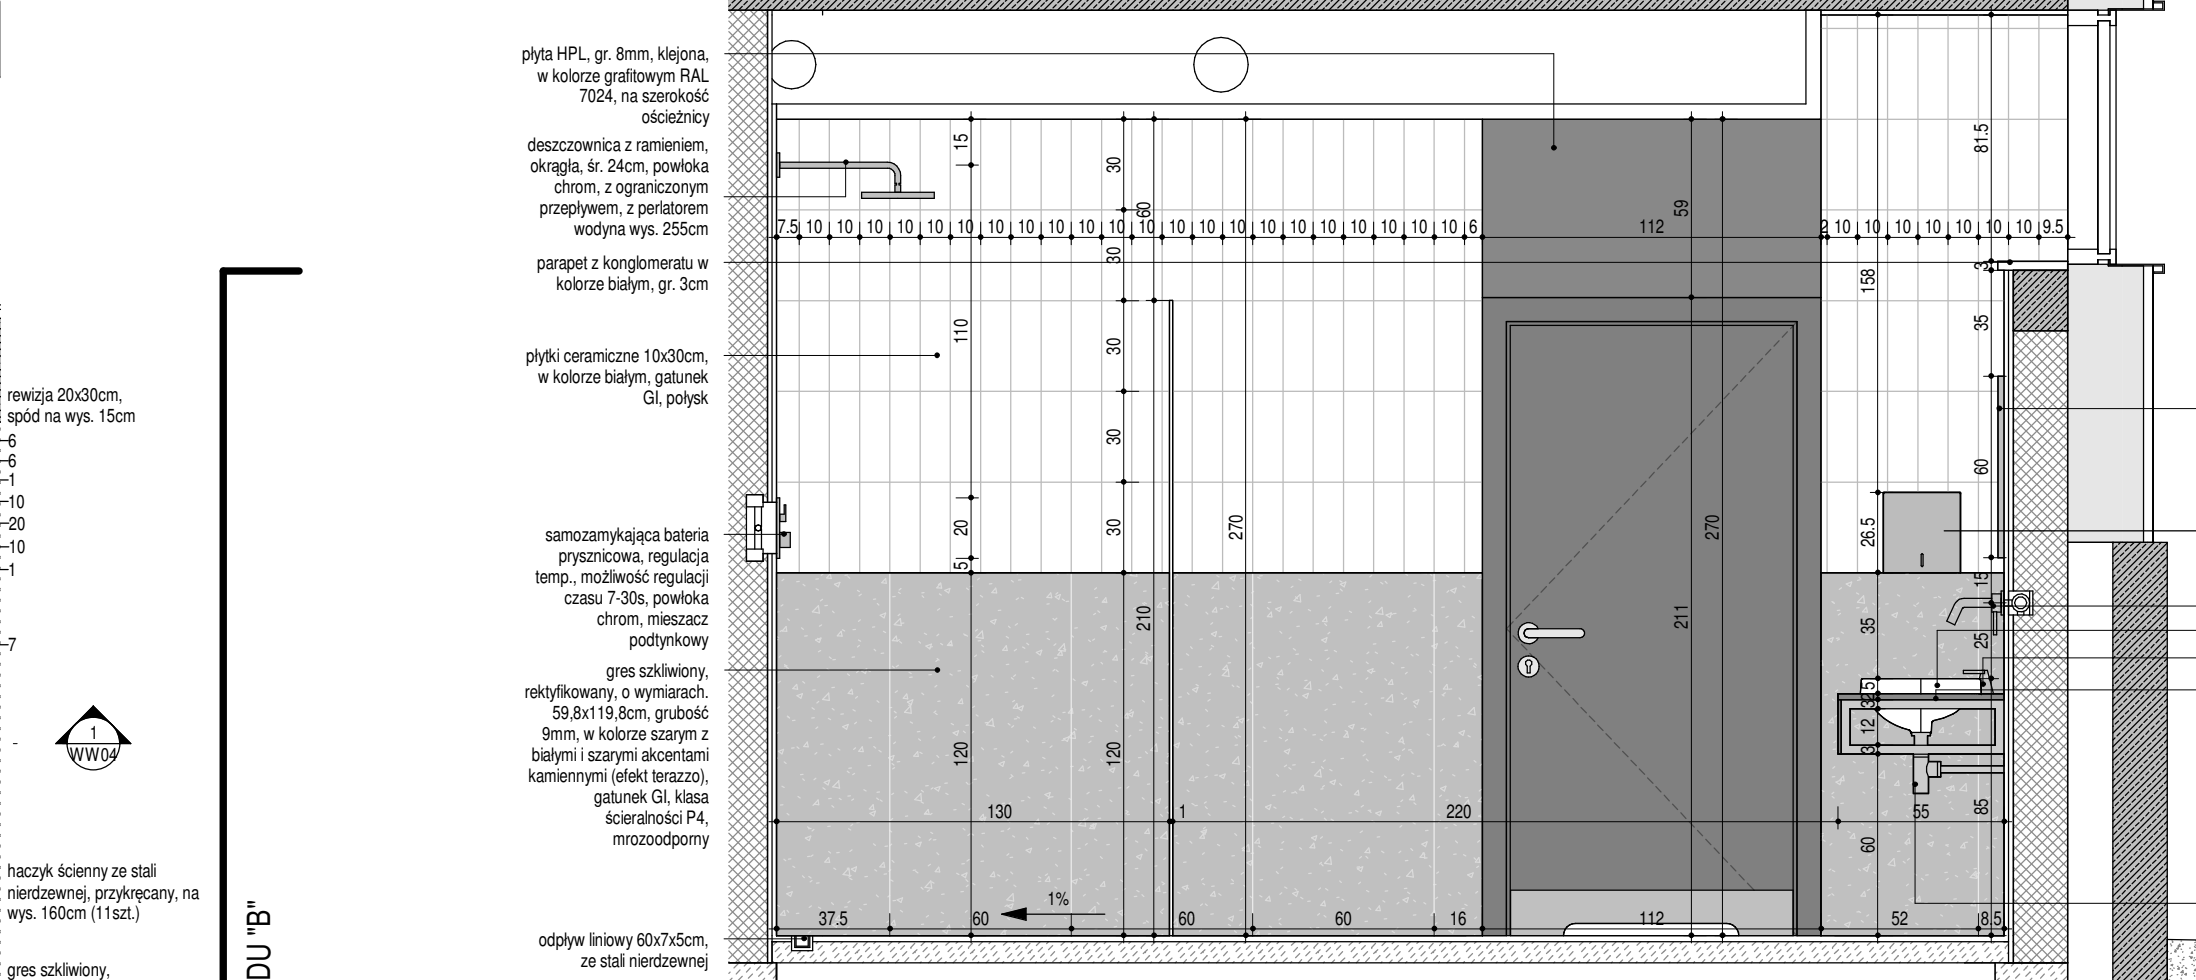 płyta HPL, gr. 8mm, klejona,
w kolorze grafitowym RAL
7024, na szerokość
ościeżnicy
deszczownica z ramieniem,
okrągła, śr. 24cm, powłoka
chrom, z ograniczonym
przepływem, z perlatorem
wodyna wys. 255cm
parapet z konglomeratu w
kolorze białym, gr. 3cm
płytki ceramiczne 10x30cm,
w kolorze białym, gatunek
GI, połysk
samozamykająca bateria
prysznicowa, regulacja
temp., możliwość regulacji
czasu 7-30s, powłoka
chrom, mieszacz
podtynkowy
gres szkliwiony,
rektyfikowany, o wymiarach.
59,8x119,8cm, grubość
9mm, w kolorze szarym z
białymi i szarymi akcentami
kamiennymi (efekt terazzo),
gatunek GI, klasa
ścieralności P4,
mrozoodporny
odpływ liniowy 60x7x5cm,
ze stali nierdzewnej
rewizja 20x30cm,
spód na wys. 15cm
6
6
1
10
20
10
1
7
1
WW04
haczyk ścienny ze stali
nierdzewnej, przykręcany, na
wys. 160cm (11szt.)
gres szkliwiony,
DU "B"
7.5 10 10 10 10 10 10 10 10 10 10 10 10 10 10 10 10 10 10 10 10 10 10 6 112 2 10 10 10 10 10 10 10 9.5
15
110
20
5
120
30
30
30
30
30
120
60
210
270
59
211
270
158
26.5
35
12
3
60
81.5
3
35
60
15
25
85
130 1 220 55
1%
37.5 60 60 60 16 112 52 8.5